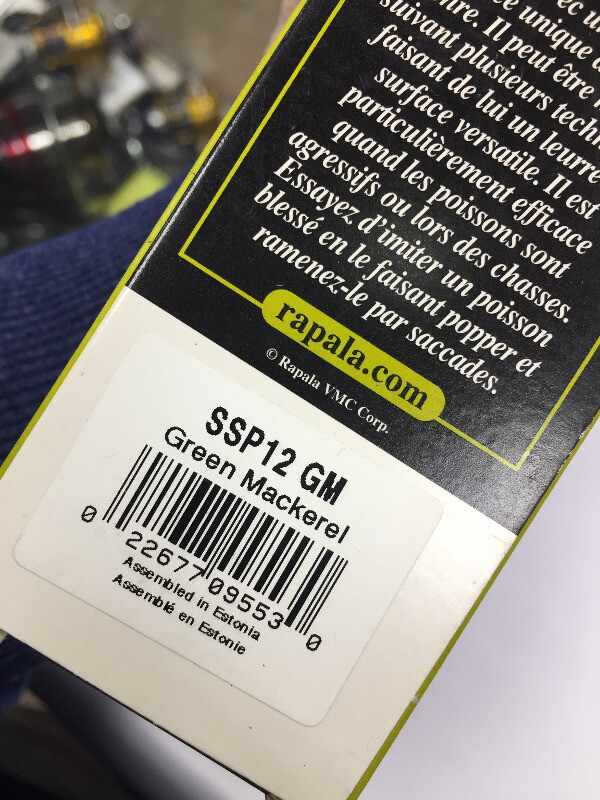 ce unique
nre. Il peut être
suivant plusieurs
faisant de lui un leurre
surface versatile. Il est
particulièrement efficace
quand les poissons sont
agressifs ou lors des chasses.
Essayez d'imiter un poisson
blessé en le faisant popper et
ramenez-le par saccades.
rapala.com
© Rapala VMC Corp.
SSP12 GM
Green Mackerel
0 22677 09553 0
Assembled in Estonia
Assemblé en Estonie